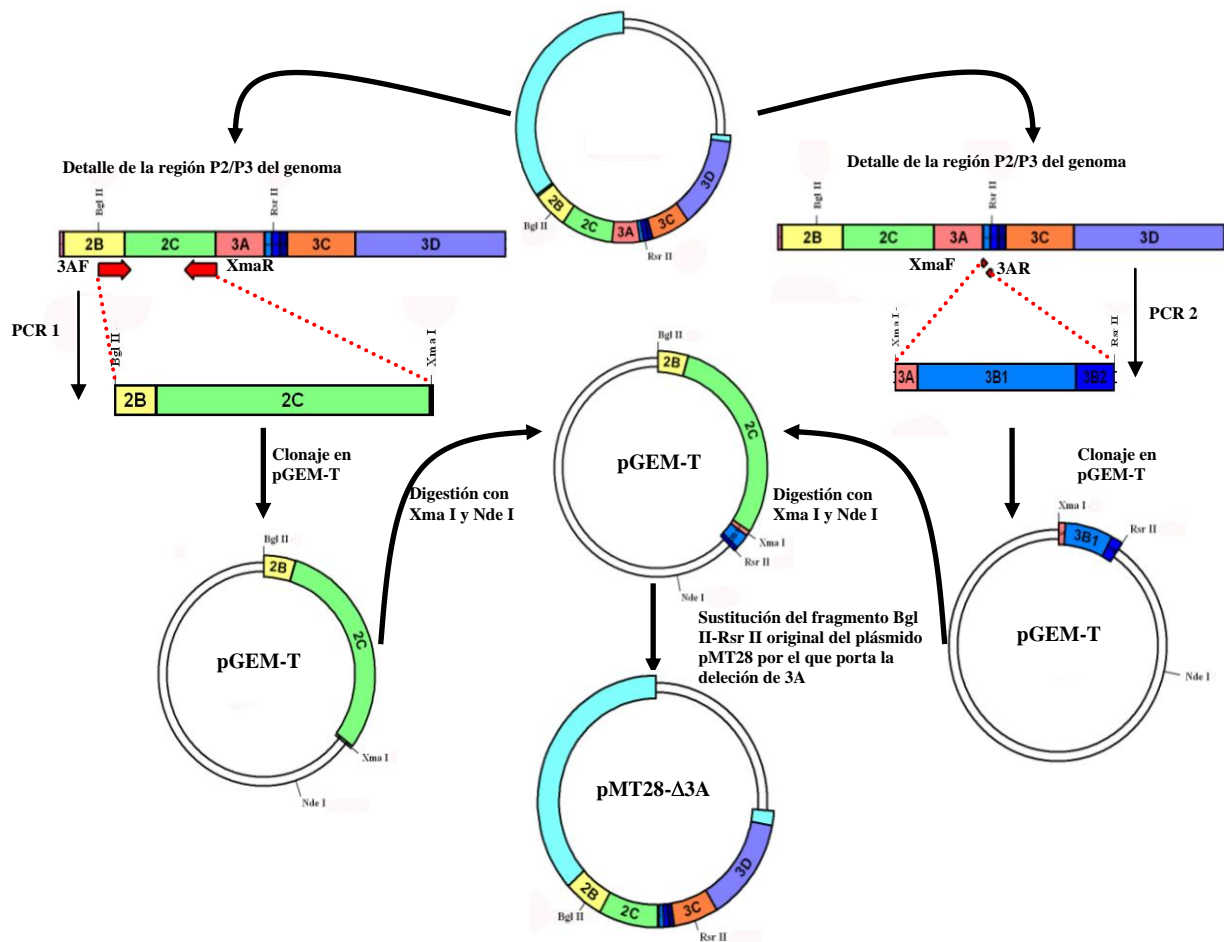 Detalle de la región P2/P3 del genoma
Bgl II
Rsr II
2B
2C
3A
3C
3D
3AF
XmaR
PCR 1
Bgl II
Xma I
2B
2C
Clonaje en
pGEM-T
Bgl II
2B
2C
pGEM-T
Xma I
Nde I
Digestión con
Xma I y Nde I
Bgl II
2B
2C
3A
Rsr II
3C
3D
Detalle de la región P2/P3 del genoma
Bgl II
Rsr II
2B
2C
3A
3C
3D
XmaF
3AR
PCR 2
Xma I
Rsr II
3A
3B1
3B2
Clonaje en
pGEM-T
Xma I
3B1
Rsr II
pGEM-T
Nde I
Digestión con
Xma I y Nde I
Bgl II
2B
2C
pGEM-T
Xma I
Rsr II
Nde I
Sustitución del fragmento Bgl
II-Rsr II original del plásmido
pMT28 por el que porta la
deleción de 3A
pMT28-Δ3A
Bgl II
2B
2C
3C
Rsr II
3D